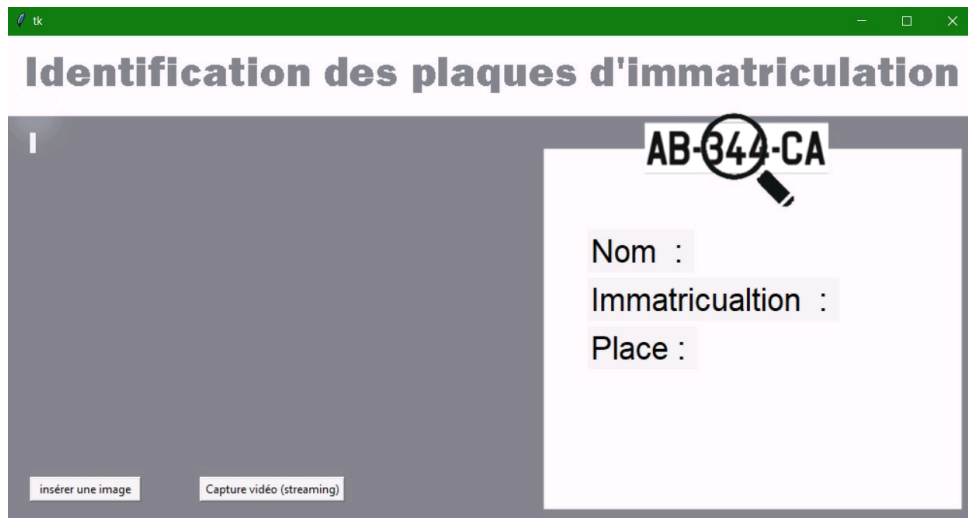 tk
Identification des plaques d'immatriculation
AB-344-CA
Nom :
Immatricualtion :
Place :
insérer une image
Capture vidéo (streaming)